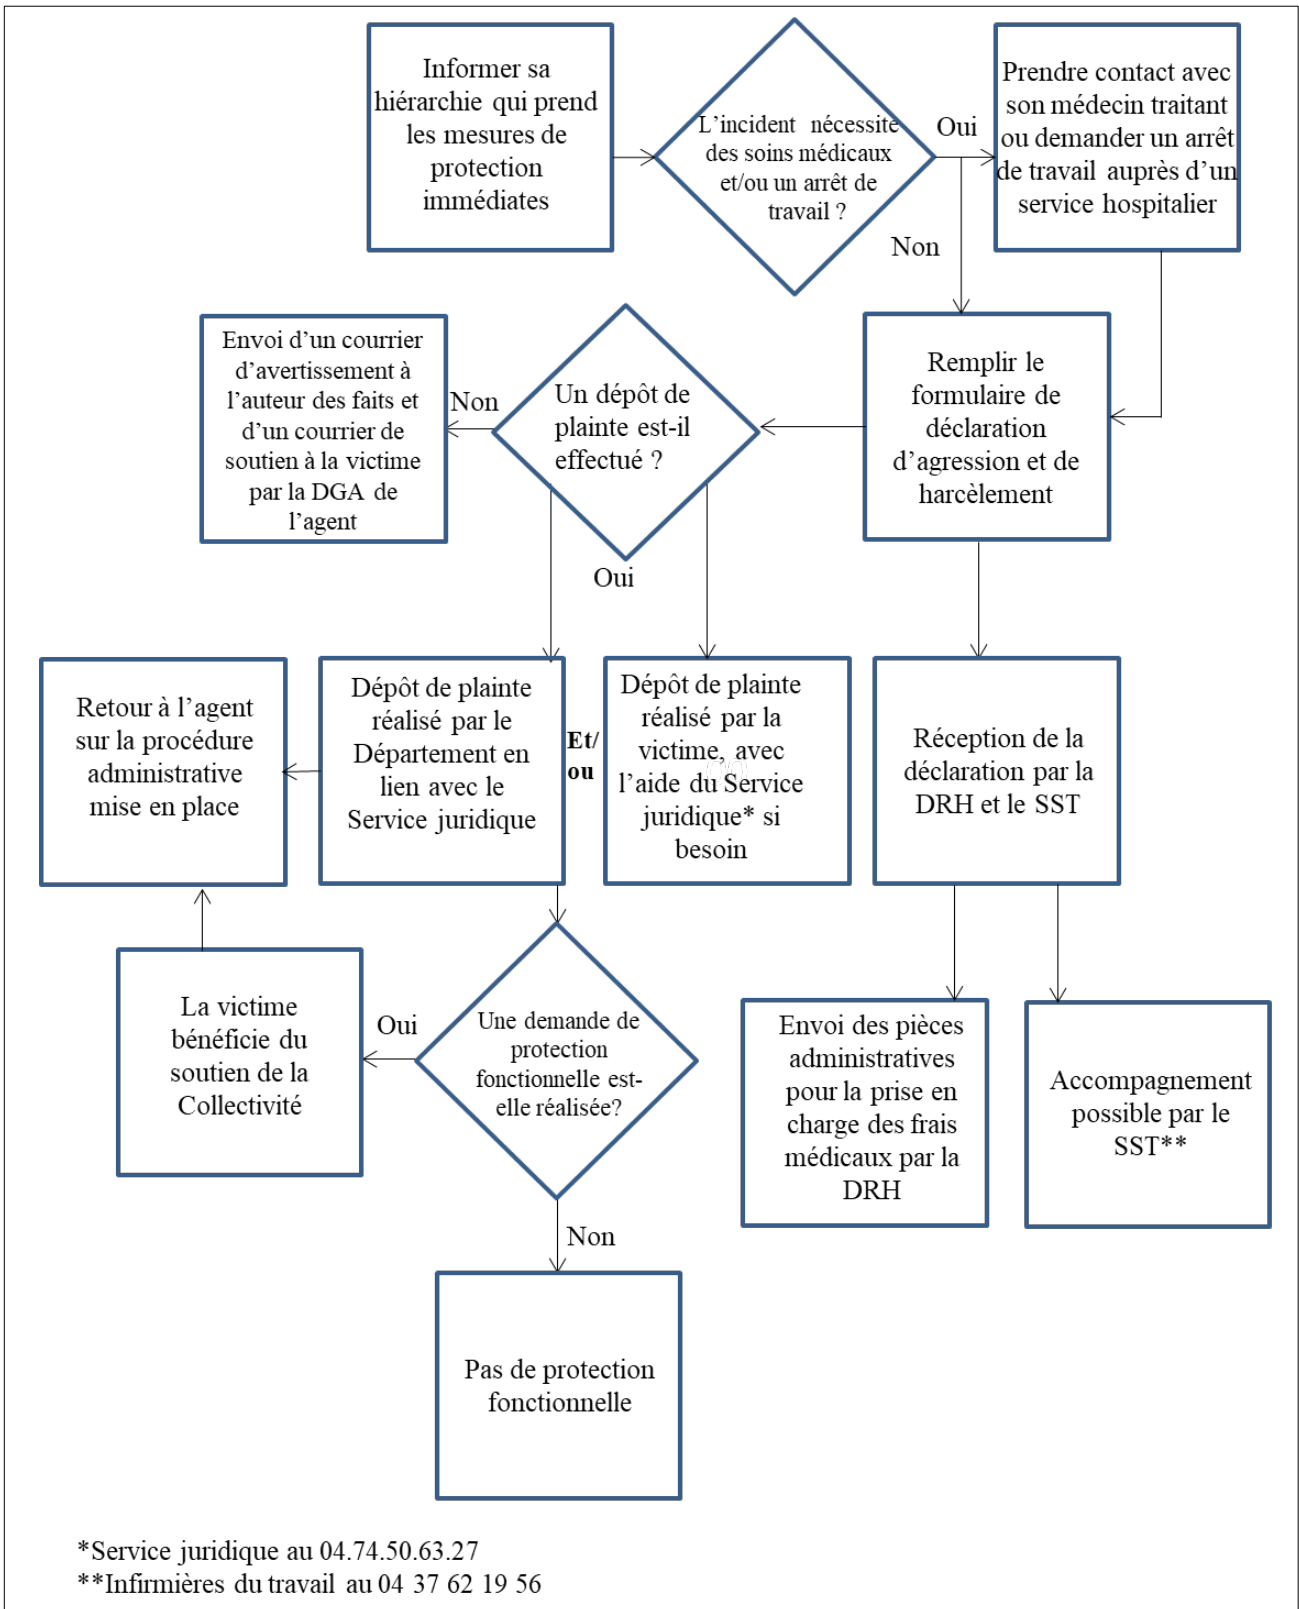 Informer sa
hiérarchie qui prend
les mesures de
protection
immédiates
L’incident nécessite
des soins médicaux
et/ou un arrêt de
travail ?
Oui
Non
Prendre contact avec
son médecin traitant
ou demander un arrêt
de travail auprès d’un
service hospitalier
Remplir le
formulaire de
déclaration
d’agression et de
harcèlement
Un dépôt de
plainte est-il
effectué ?
Non
Oui
Envoi d’un courrier
d’avertissement à
l’auteur des faits et
d’un courrier de
soutien à la victime
par la DGA de
l’agent
Retour à l’agent
sur la procédure
administrative
mise en place
Dépôt de plainte
réalisé par le
Département en
lien avec le
Service juridique
Et/
ou
Dépôt de plainte
réalisé par la
victime, avec
l’aide du Service
juridique* si
besoin
Réception de la
déclaration par la
DRH et le SST
La victime
bénéficie du
soutien de la
Collectivité
Oui
Une demande de
protection
fonctionnelle est-
elle réalisée?
Non
Envoi des pièces
administratives
pour la prise en
charge des frais
médicaux par la
DRH
Accompagnement
possible par le
SST**
Pas de protection
fonctionnelle
*Service juridique au 04.74.50.63.27
**Infirmières du travail au 04 37 62 19 56